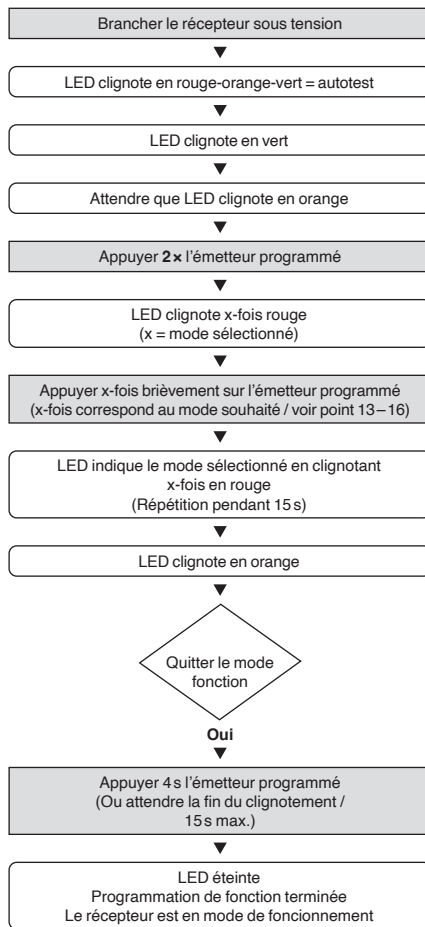 Brancher le récepteur sous tension
LED clignote en rouge-orange-vert = autotest
LED clignote en vert
Attendre que LED clignote en orange
Appuyer 2× l’émetteur programmé
LED clignote x-fois rouge
(x = mode sélectionné)
Appuyer x-fois brièvement sur l’émetteur programmé
(x-fois correspond au mode souhaité / voir point 13–16)
LED indique le mode sélectionné en clignotant
x-fois en rouge
(Répétition pendant 15 s)
LED clignote en orange
Quitter le mode
fonction
Oui
Appuyer 4 s l’émetteur programmé
(Ou attendre la fin du clignotement /
15 s max.)
LED éteinte
Programmation de fonction terminée
Le récepteur est en mode de foncionnement